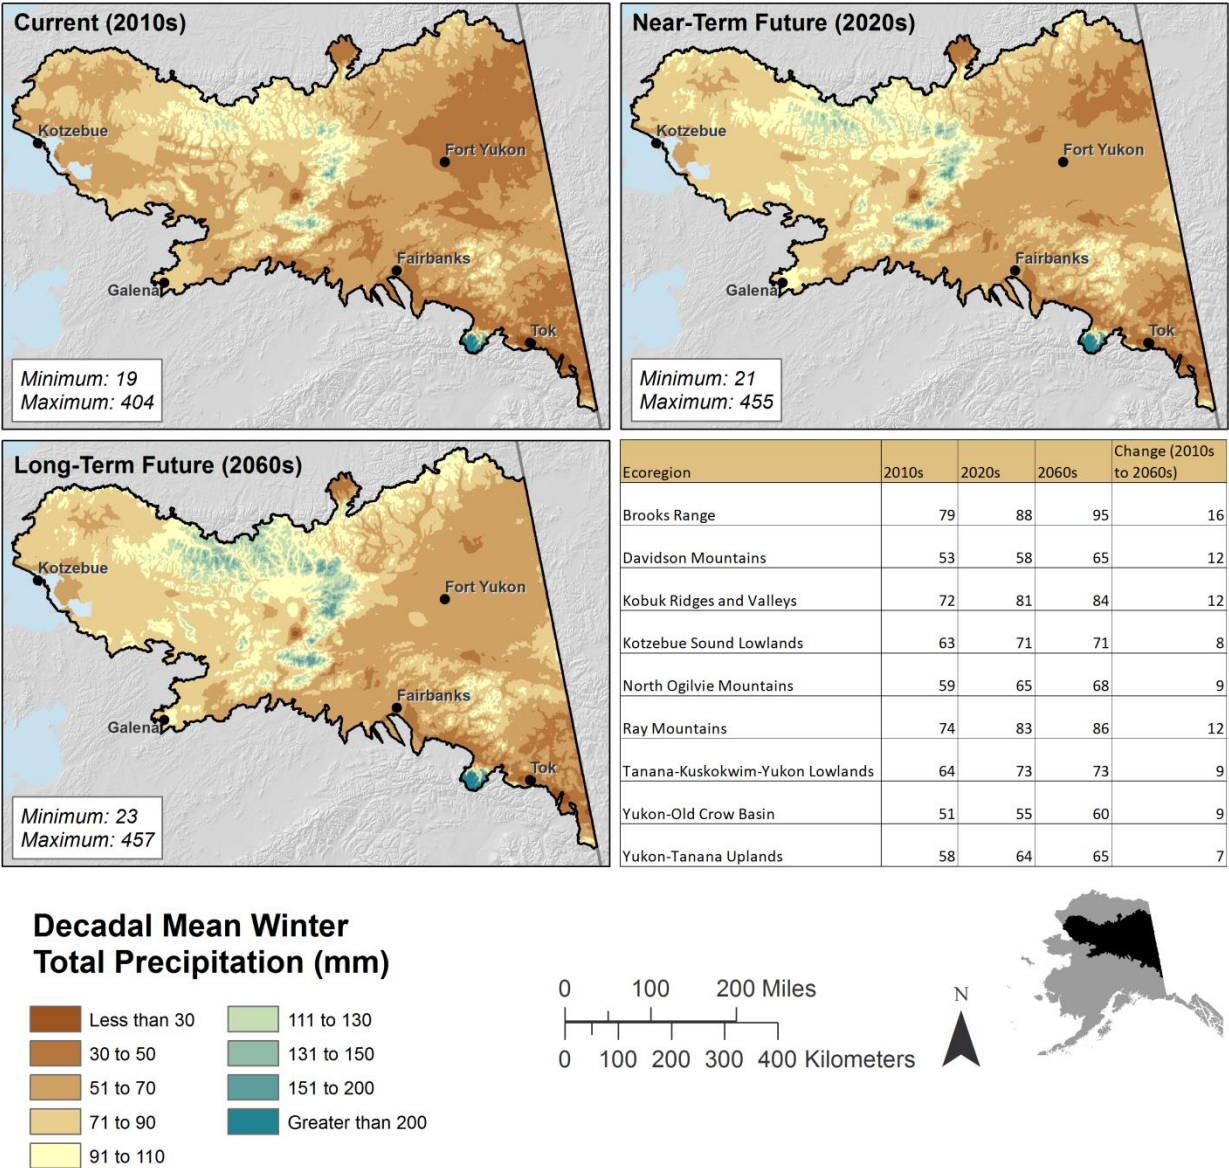 Current (2010s)
Kotzebue
Fort Yukon
Fairbanks
Galena
Tok
Minimum: 19
Maximum: 404
Near-Term Future (2020s)
Kotzebue
Fort Yukon
Fairbanks
Galena
Tok
Minimum: 21
Maximum: 455
Long-Term Future (2060s)
Kotzebue
Fort Yukon
Fairbanks
Galena
Tok
Minimum: 23
Maximum: 457
Ecoregion 2010s 2020s 2060s Change (2010s
to 2060s)
Brooks Range 79 88 95 16
Davidson Mountains 53 58 65 12
Kobuk Ridges and Valleys 72 81 84 12
Kotzebue Sound Lowlands 63 71 71 8
North Ogilvie Mountains 59 65 68 9
Ray Mountains 74 83 86 12
Tanana-Kuskokwim-Yukon Lowlands 64 73 73 9
Yukon-Old Crow Basin 51 55 60 9
Yukon-Tanana Uplands 58 64 65 7
Decadal Mean Winter
Total Precipitation (mm)
Less than 30
30 to 50
51 to 70
71 to 90
91 to 110
111 to 130
131 to 150
151 to 200
Greater than 200
0 100 200 Miles
0 100 200 300 400 Kilometers
N